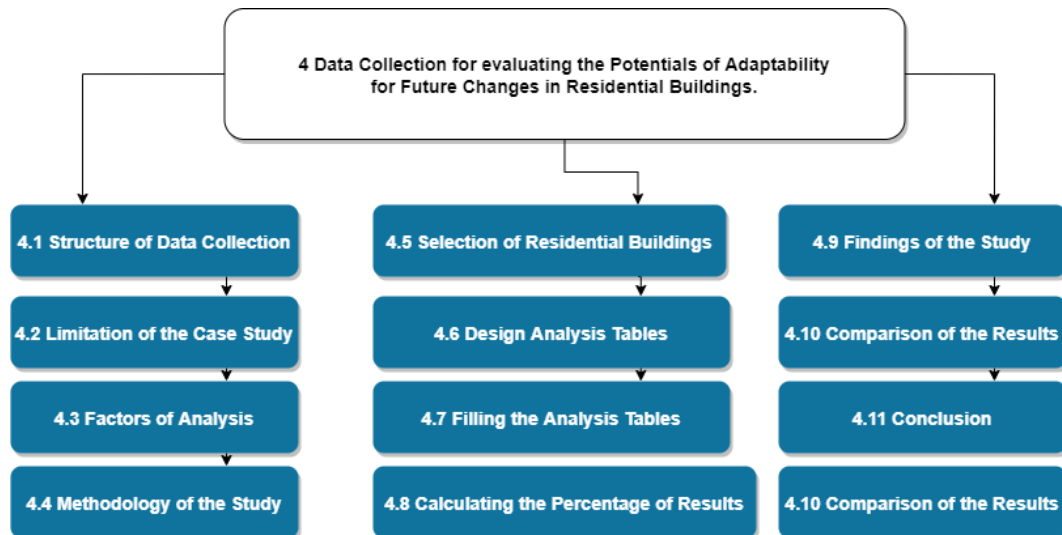 4 Data Collection for evaluating the Potentials of Adaptability
for Future Changes in Residential Buildings.
4.1 Structure of Data Collection
4.2 Limitation of the Case Study
4.3 Factors of Analysis
4.4 Methodology of the Study
4.5 Selection of Residential Buildings
4.6 Design Analysis Tables
4.7 Filling the Analysis Tables
4.8 Calculating the Percentage of Results
4.9 Findings of the Study
4.10 Comparison of the Results
4.11 Conclusion
4.10 Comparison of the Results